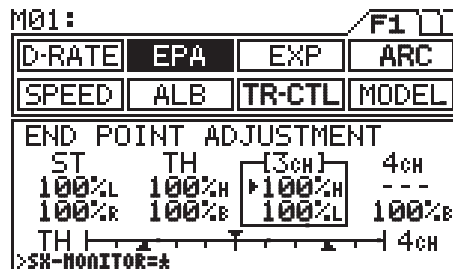 M01:
F1
D-RATE EPA EXP ARC
SPEED ALB TR-CTL MODEL
END POINT ADJUSTMENT
ST TH [3CH] 4CH
100%L 100%H ▸100%H ---
100%R 100%B 100%L 100%B
TH 4CH
>SX-MONITOR=±